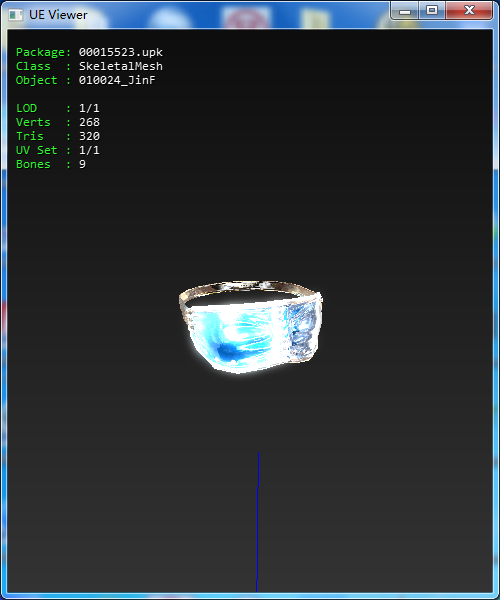 UE Viewer
Package: 00015523.upk
Class  : SkeletalMesh
Object : 010024_JinF
LOD    : 1/1
Verts  : 268
Tris   : 320
UV Set : 1/1
Bones  : 9